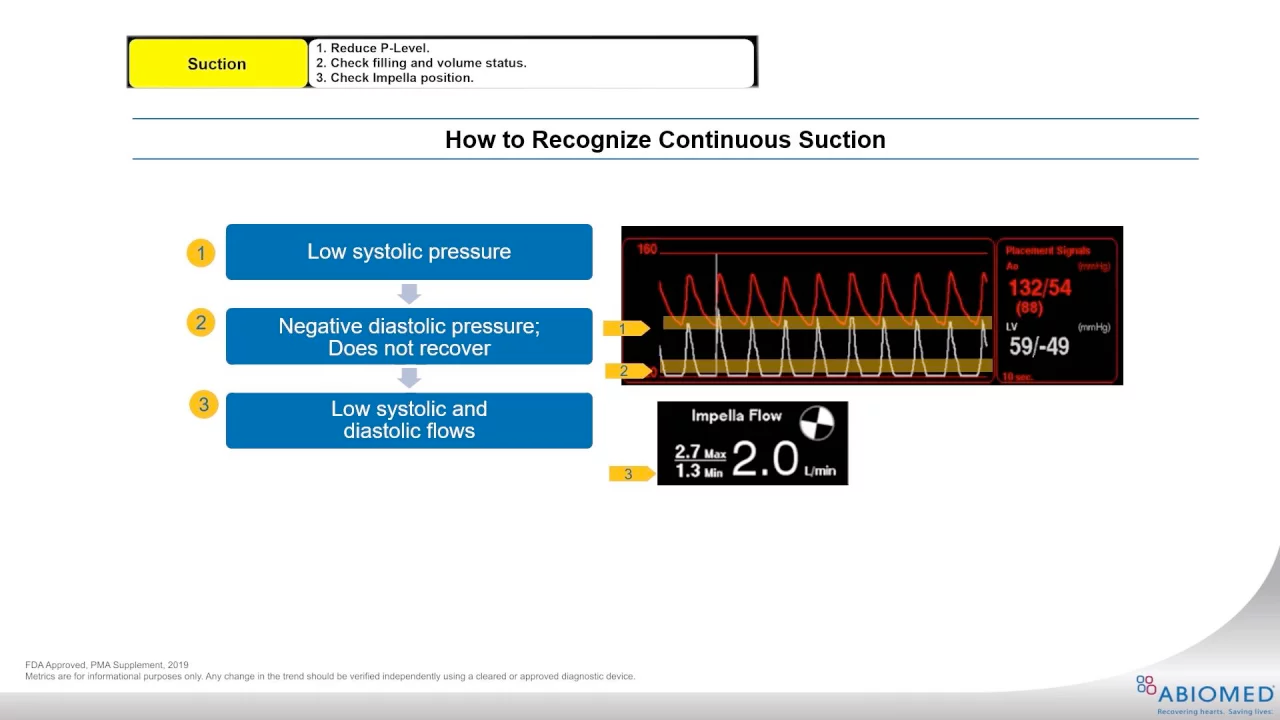 Suction
1. Reduce P-Level.
2. Check filling and volume status.
3. Check Impella position.
How to Recognize Continuous Suction
1
Low systolic pressure
2
Negative diastolic pressure;
Does not recover
3
Low systolic and
diastolic flows
160
Placement Signals
Ao (mmHg)
132/54
(88)
LV (mmHg)
59/-49
10 sec.
1
2
0
Impella Flow
2.7 Max
1.3 Min
2.0 L/min
3
FDA Approved, PMA Supplement, 2019
Metrics are for informational purposes only. Any change in the trend should be verified independently using a cleared or approved diagnostic device.
ABIOMED
Recovering hearts. Saving lives.